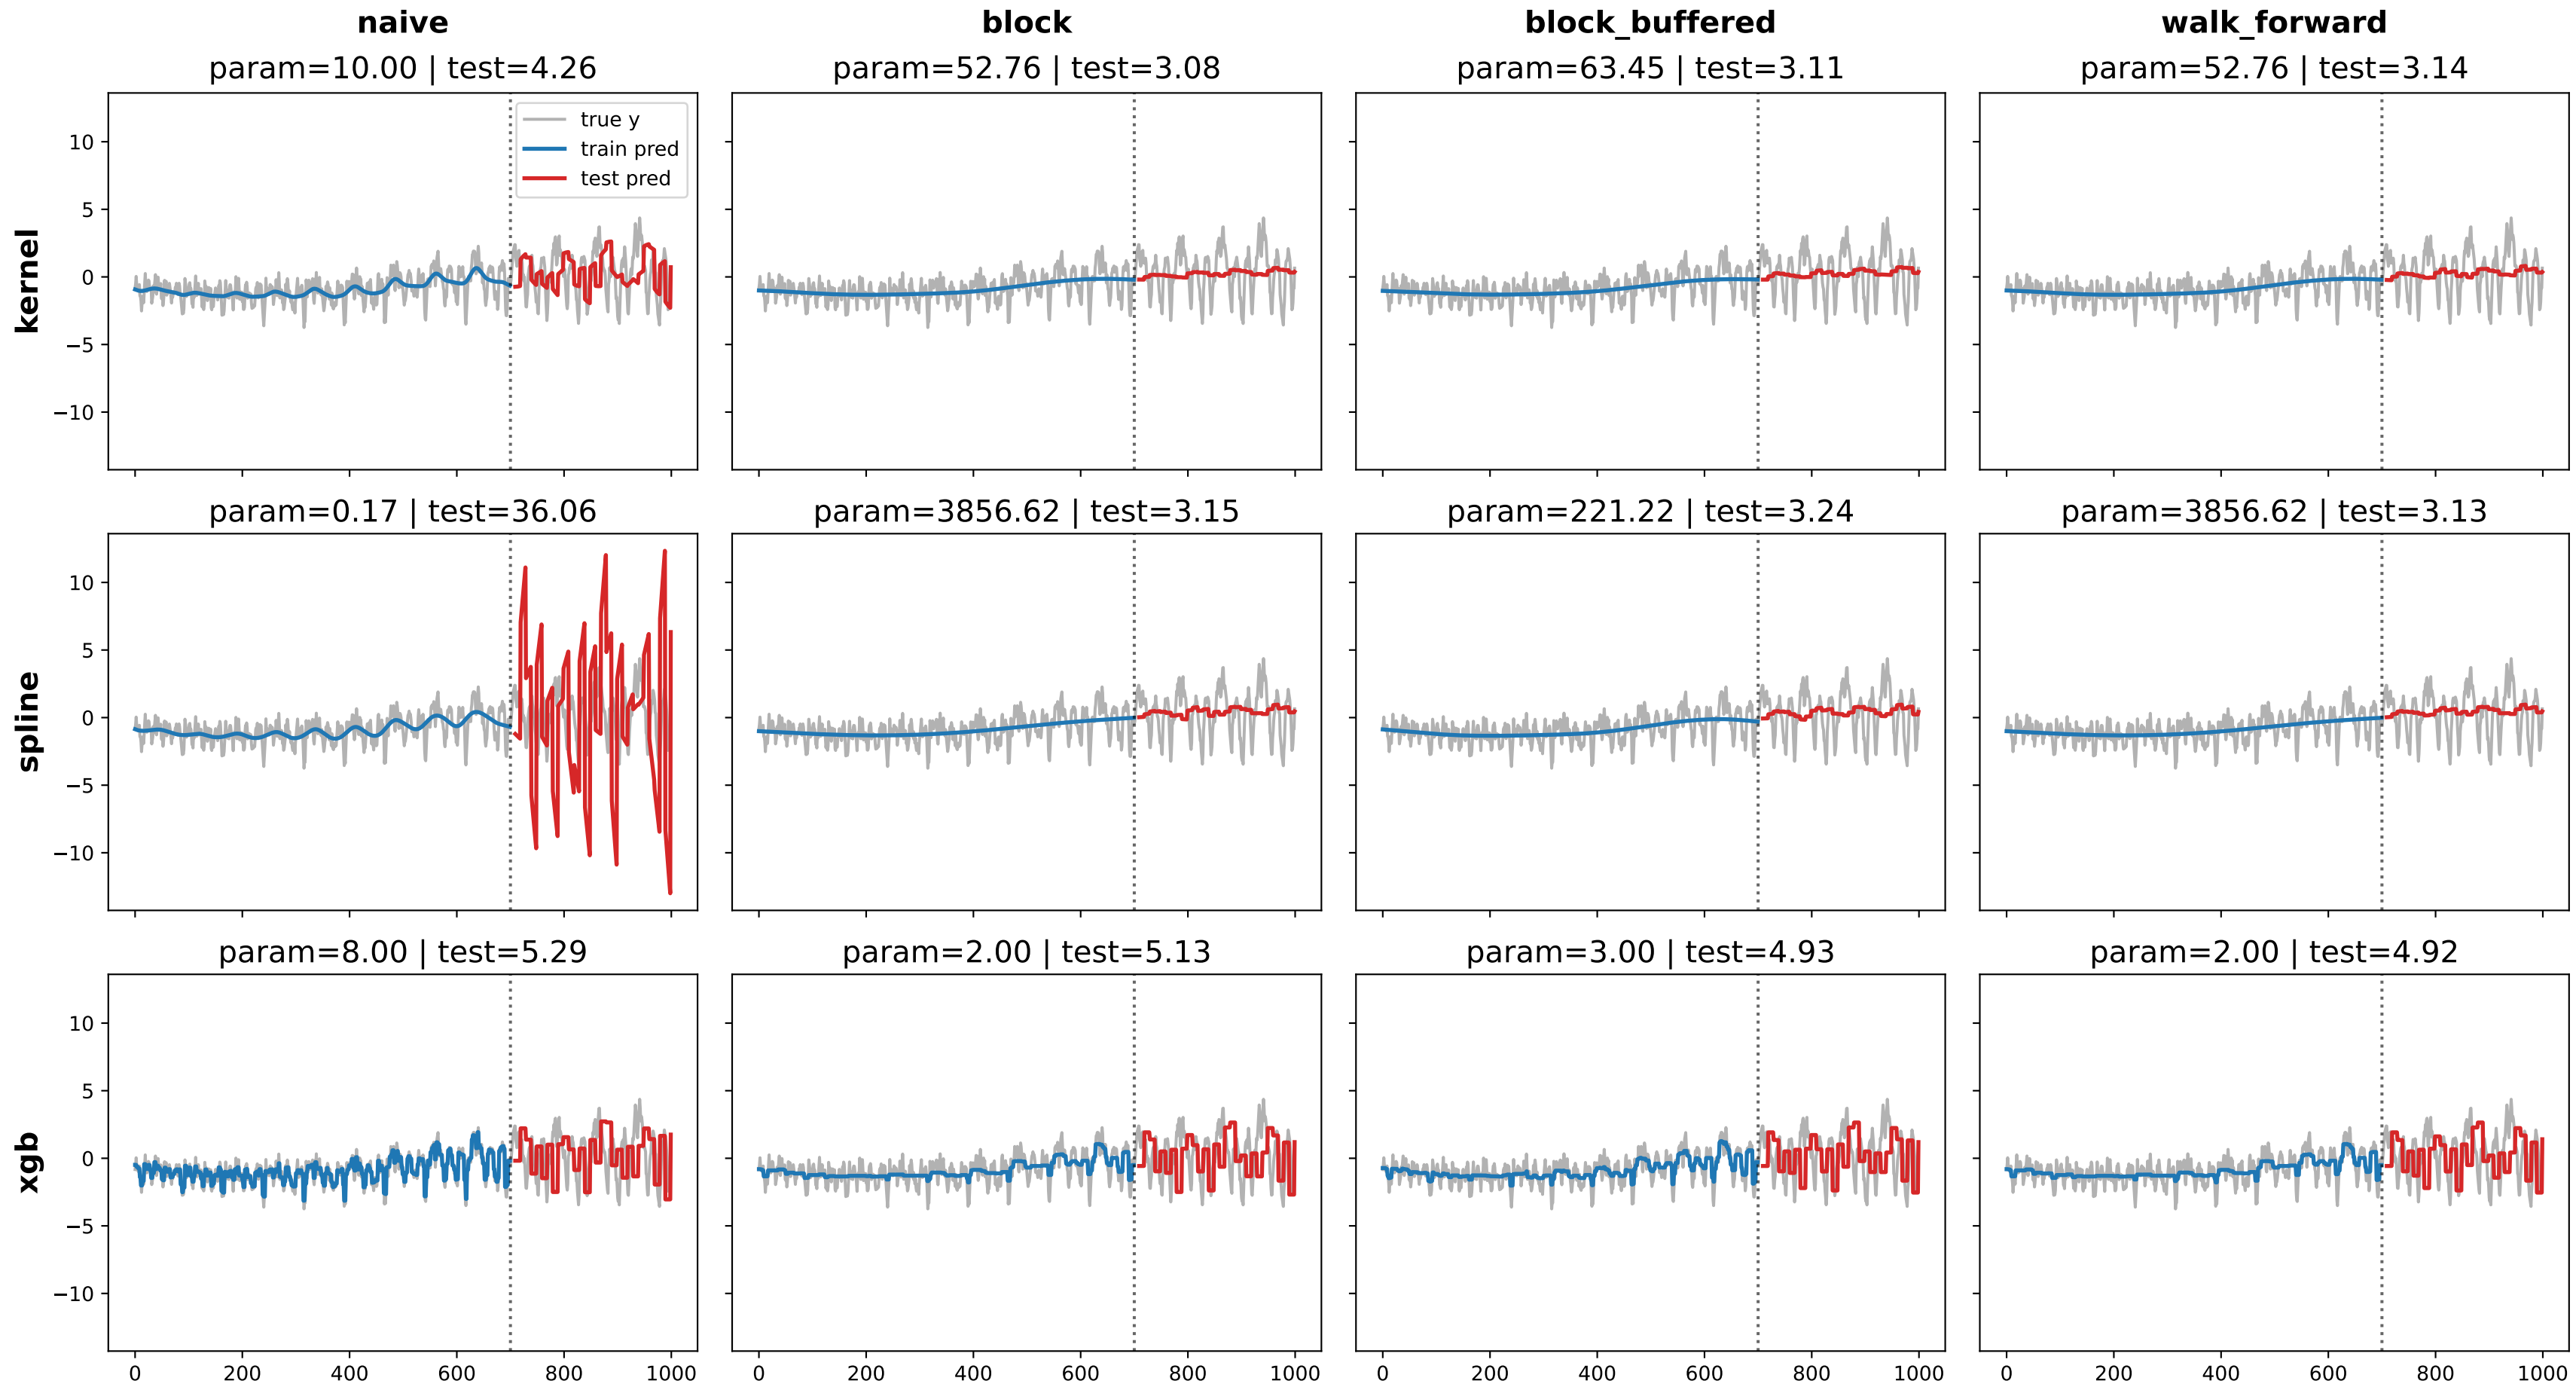 naive block block_buffered walk_forward
param=10.00 | test=4.26 param=52.76 | test=3.08 param=63.45 | test=3.11 param=52.76 | test=3.14
kernel
10
5
0
−5
−10
true y
train pred
test pred
param=0.17 | test=36.06 param=3856.62 | test=3.15 param=221.22 | test=3.24 param=3856.62 | test=3.13
spline
10
5
0
−5
−10
param=8.00 | test=5.29 param=2.00 | test=5.13 param=3.00 | test=4.93 param=2.00 | test=4.92
xgb
10
5
0
−5
−10
0 200 400 600 800 1000 0 200 400 600 800 1000 0 200 400 600 800 1000 0 200 400 600 800 1000